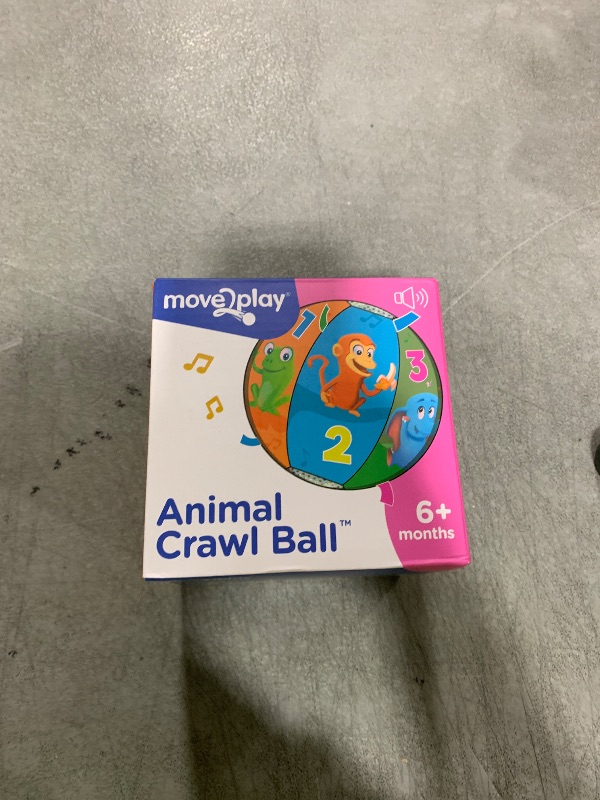 move2play®
1
2
3
Animal
Crawl Ball™
6+
months